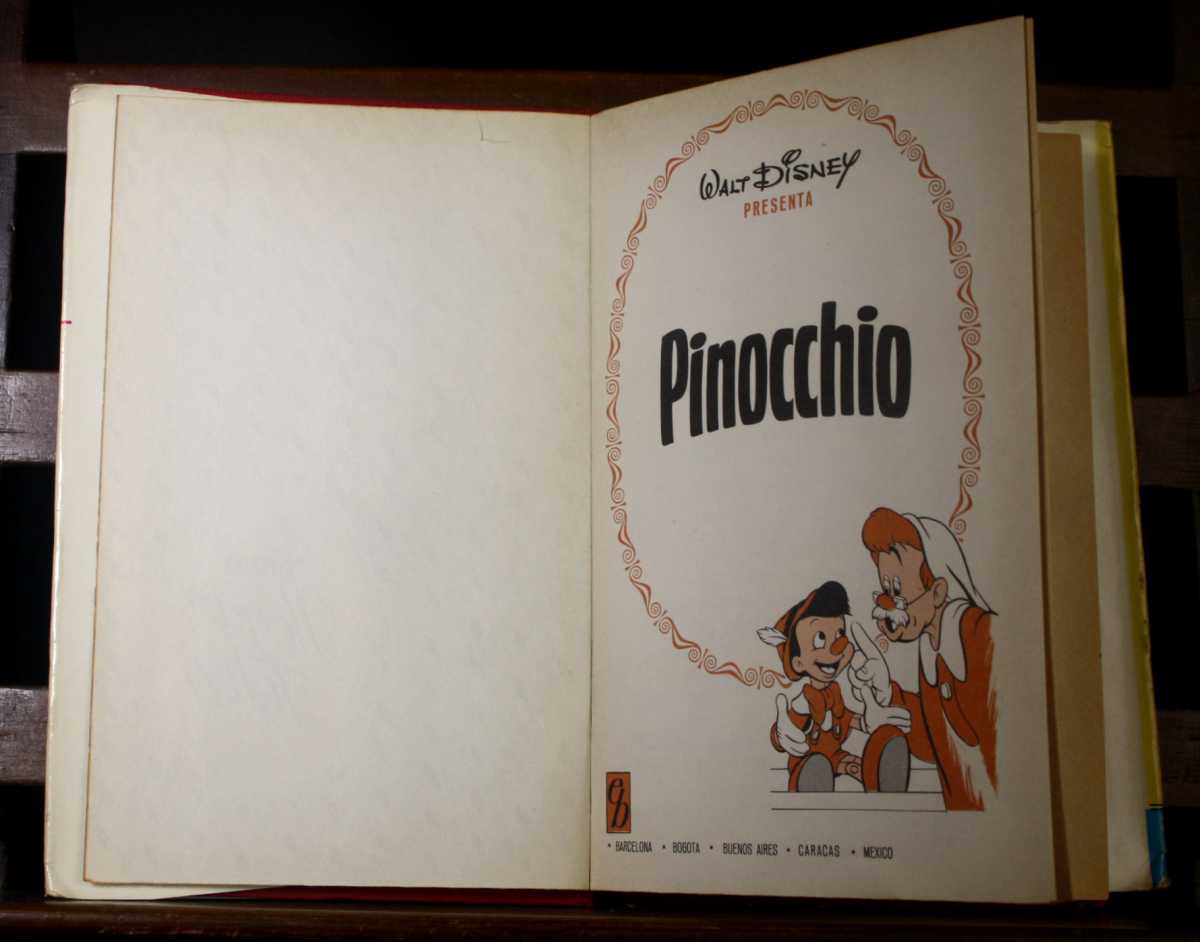 WALT DISNEY
PRESENTA
Pinocchio
eb
• BARCELONA • BOGOTA • BUENOS AIRES • CARACAS • MEXICO